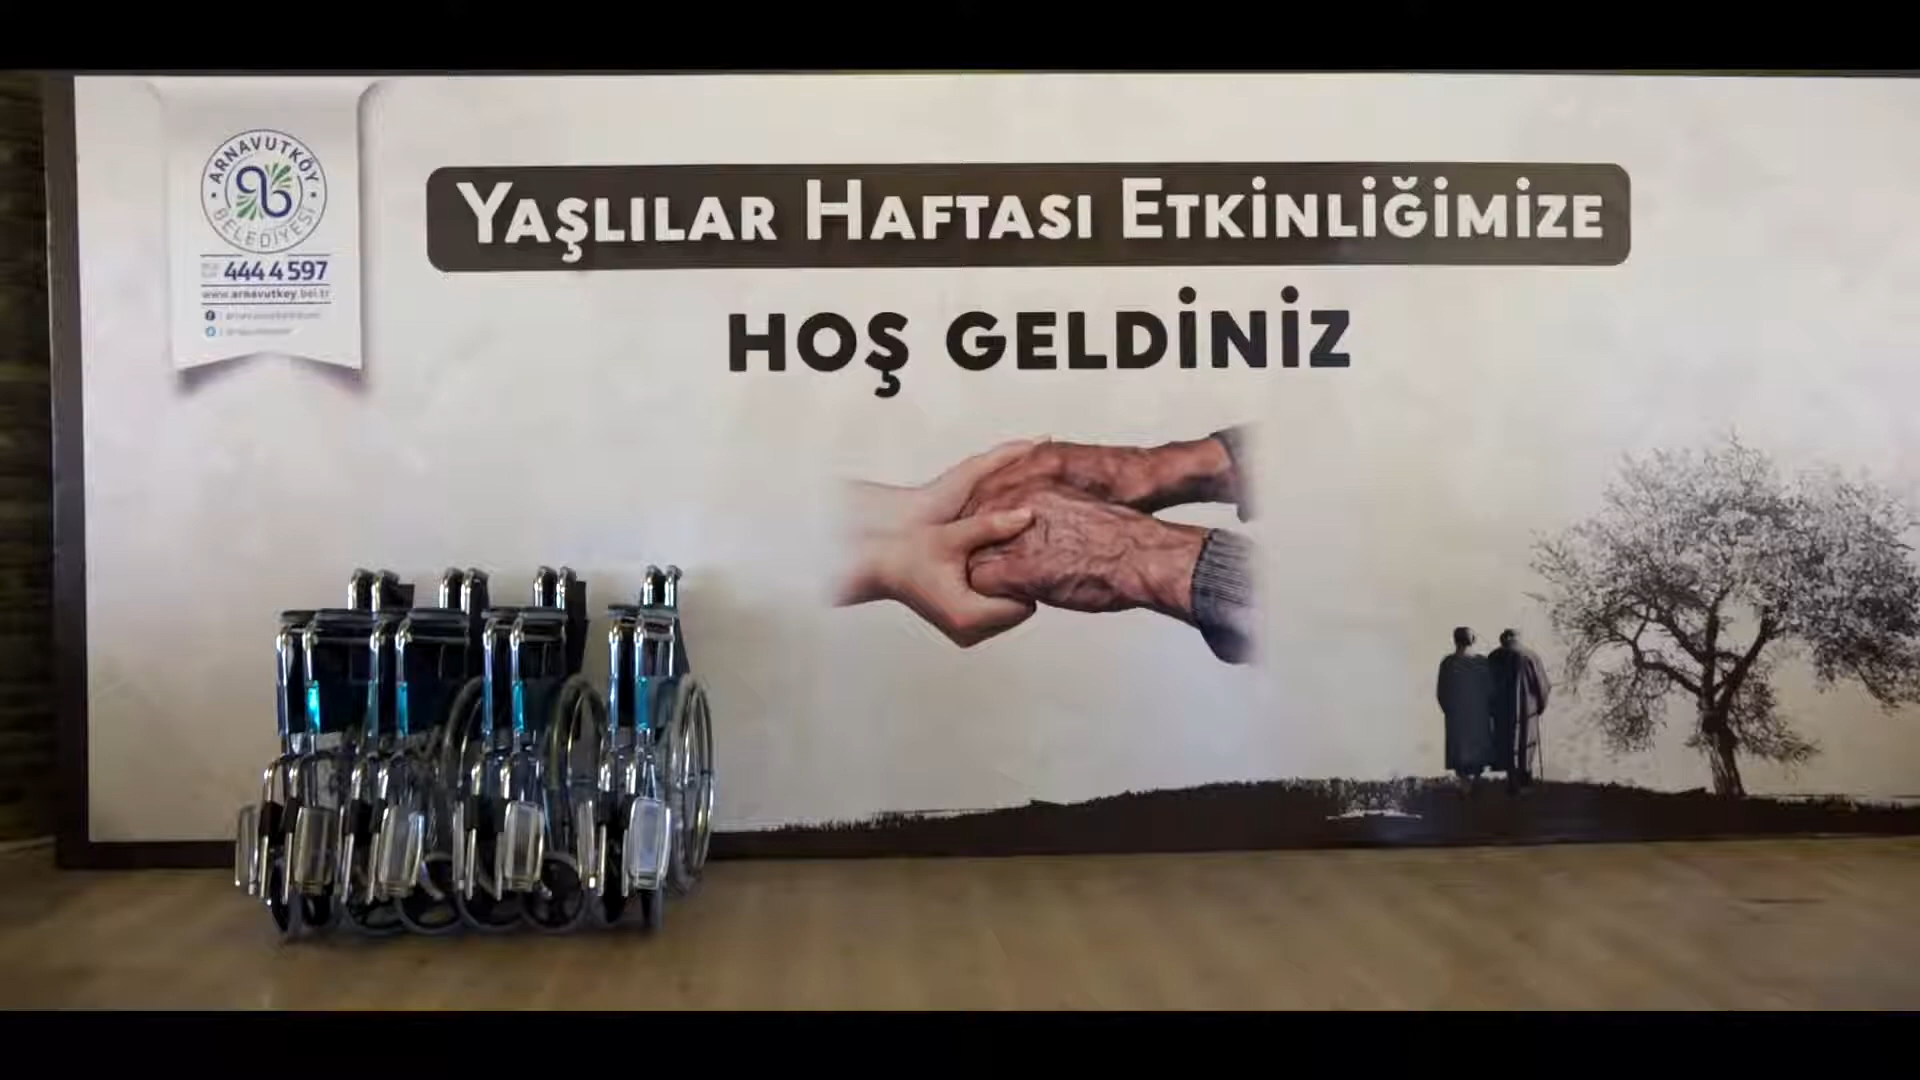 ARNAVUTKÖY
BELEDİYESİ
444 4 597
www.arnavutkoy.bel.tr
YAŞLILAR HAFTASI ETKİNLİĞİMİZE
HOŞ GELDİNİZ